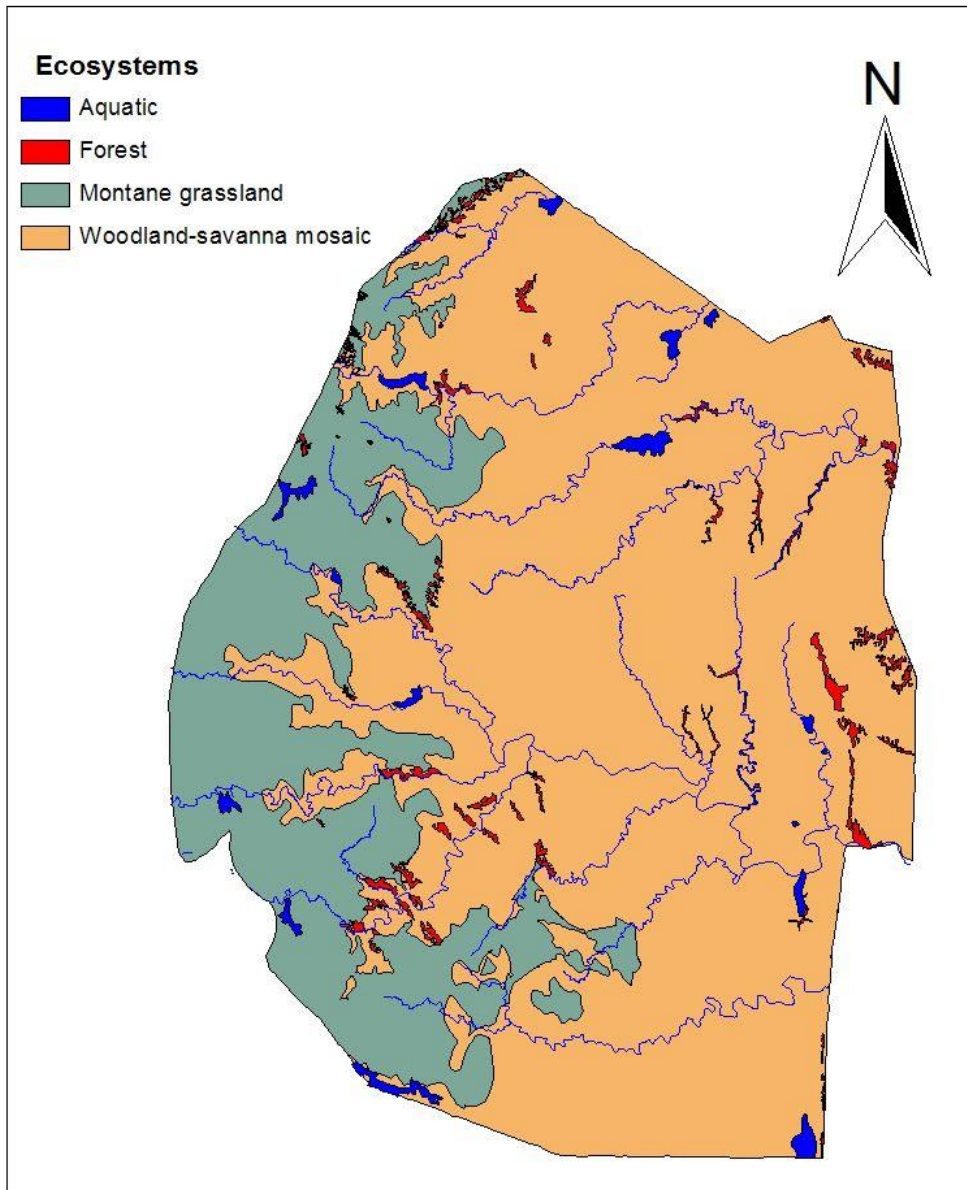 Ecosystems
Aquatic
Forest
Montane grassland
Woodland-savanna mosaic
N